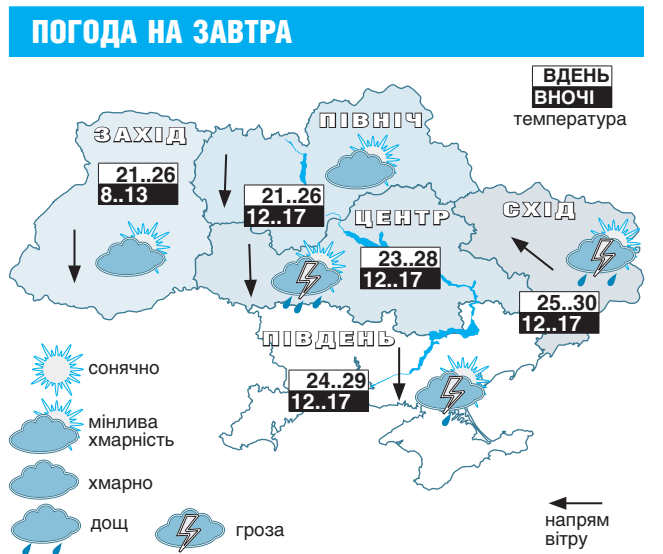 ПОГОДА НА ЗАВТРА
ВДЕНЬ
ВНОЧІ
температура
ЗАХІД
21..26
8..13
ПІВНІЧ
21..26
12..17
ЦЕНТР
23..28
12..17
СХІД
25..30
12..17
ПІВДЕНЬ
24..29
12..17
сонячно
мінлива
хмарність
хмарно
дощ
гроза
напрям
вітру